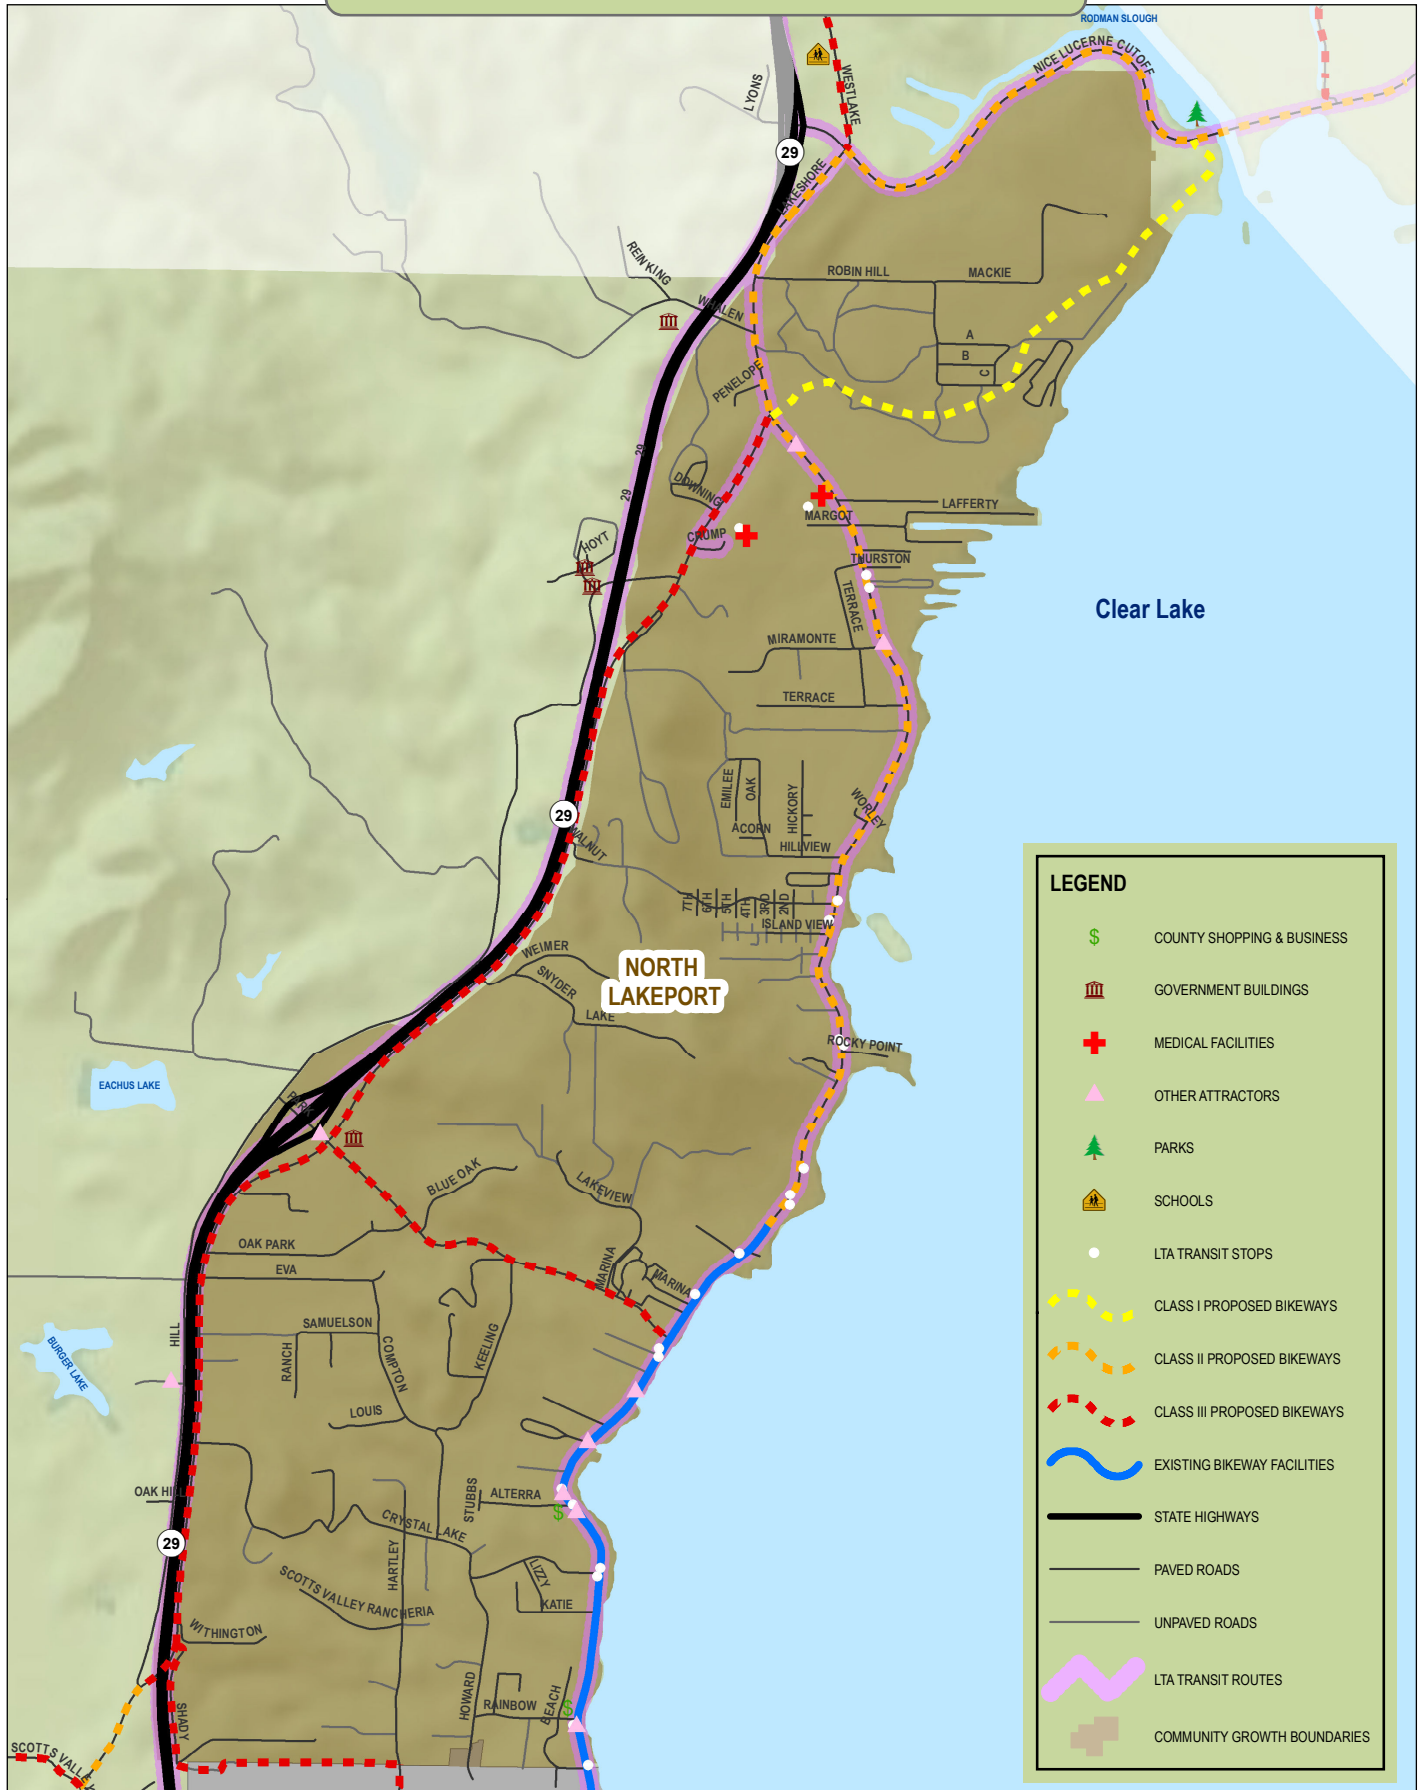 RODMAN SLOUGH
NICE LUCERNE CUTOFF
WESTLAKE
LYONS
29
LAKESHORE
REINKING
WHALEN
ROBIN HILL
MACKIE
A
B
C
PENELOPE
29
29
DOWNING
CRUMP
MARGOT
LAFFERTY
HOYT
THURSTON
TERRACE
Clear Lake
MIRAMONTE
TERRACE
EMILEE
OAK
HICKORY
WORLEY
ACORN
HILLVIEW
29
WALNUT
7TH
6TH
5TH
4TH
3RD
2ND
ISLAND VIEW
WEIMER
SNYDER
LAKE
NORTH
LAKEPORT
ROCKY POINT
EACHUS LAKE
PARK
BLUE OAK
LAKEVIEW
OAK PARK
EVA
MARINA
MARINA
HILL
SAMUELSON
RANCH
COMPTON
KEELING
BURGER LAKE
LOUIS
OAK HILL
STUBBS
ALTERRA
CRYSTAL LAKE
29
HARTLEY
LIZZY
KATIE
SCOTTS VALLEY RANCHERIA
WITHINGTON
HOWARD
RAINBOW
BEACH
SHADY
SCOTTS VALLEY
LEGEND
$ COUNTY SHOPPING & BUSINESS
GOVERNMENT BUILDINGS
MEDICAL FACILITIES
OTHER ATTRACTORS
PARKS
SCHOOLS
LTA TRANSIT STOPS
CLASS I PROPOSED BIKEWAYS
CLASS II PROPOSED BIKEWAYS
CLASS III PROPOSED BIKEWAYS
EXISTING BIKEWAY FACILITIES
STATE HIGHWAYS
PAVED ROADS
UNPAVED ROADS
LTA TRANSIT ROUTES
COMMUNITY GROWTH BOUNDARIES